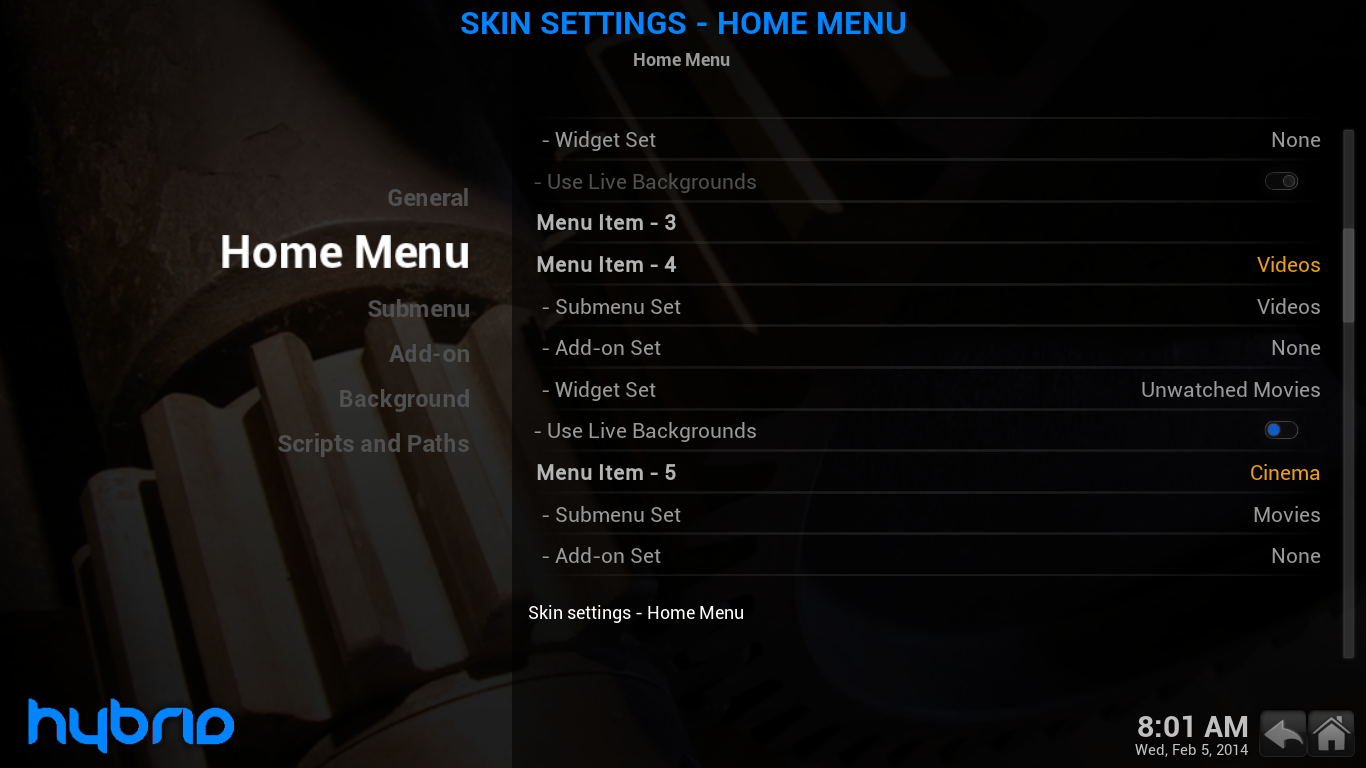 SKIN SETTINGS - HOME MENU
Home Menu
General
Home Menu
Submenu
Add-on
Background
Scripts and Paths
- Widget Set None
- Use Live Backgrounds
Menu Item - 3
Menu Item - 4 Videos
- Submenu Set Videos
- Add-on Set None
- Widget Set Unwatched Movies
- Use Live Backgrounds
Menu Item - 5 Cinema
- Submenu Set Movies
- Add-on Set None
Skin settings - Home Menu
hybrid
8:01 AM
Wed, Feb 5, 2014